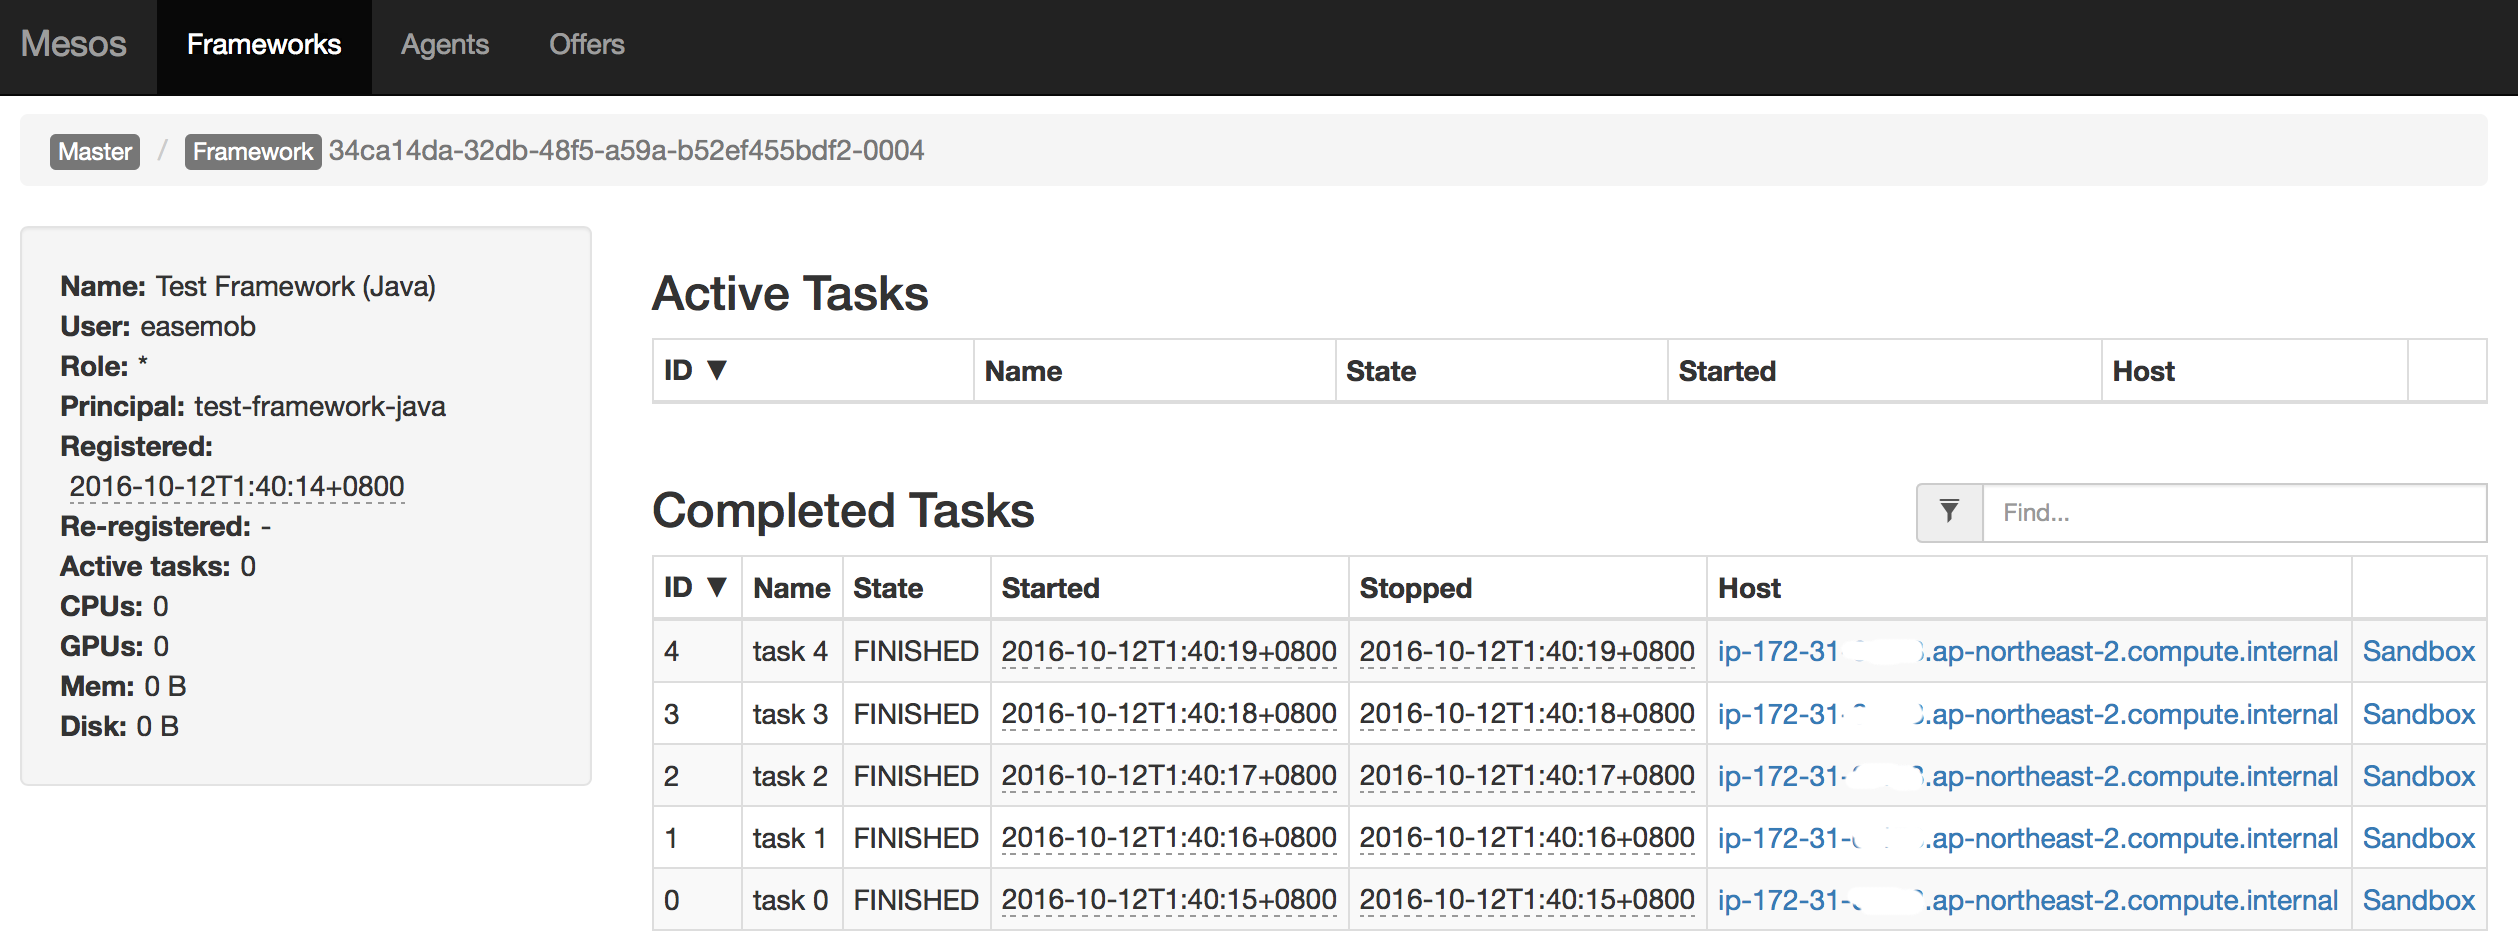 Mesos Frameworks Agents Offers
Master / Framework 34ca14da-32db-48f5-a59a-b52ef455bdf2-0004
Name: Test Framework (Java)
User: easemob
Role: *
Principal: test-framework-java
Registered:
2016-10-12T1:40:14+0800
Re-registered: -
Active tasks: 0
CPUs: 0
GPUs: 0
Mem: 0 B
Disk: 0 B
Active Tasks
ID ▼ Name State Started Host
Completed Tasks
Find...
ID ▼ Name State Started Stopped Host
4 task 4 FINISHED 2016-10-12T1:40:19+0800 2016-10-12T1:40:19+0800 ip-172-31- .ap-northeast-2.compute.internal Sandbox
3 task 3 FINISHED 2016-10-12T1:40:18+0800 2016-10-12T1:40:18+0800 ip-172-31- .ap-northeast-2.compute.internal Sandbox
2 task 2 FINISHED 2016-10-12T1:40:17+0800 2016-10-12T1:40:17+0800 ip-172-31- .ap-northeast-2.compute.internal Sandbox
1 task 1 FINISHED 2016-10-12T1:40:16+0800 2016-10-12T1:40:16+0800 ip-172-31- .ap-northeast-2.compute.internal Sandbox
0 task 0 FINISHED 2016-10-12T1:40:15+0800 2016-10-12T1:40:15+0800 ip-172-31- .ap-northeast-2.compute.internal Sandbox